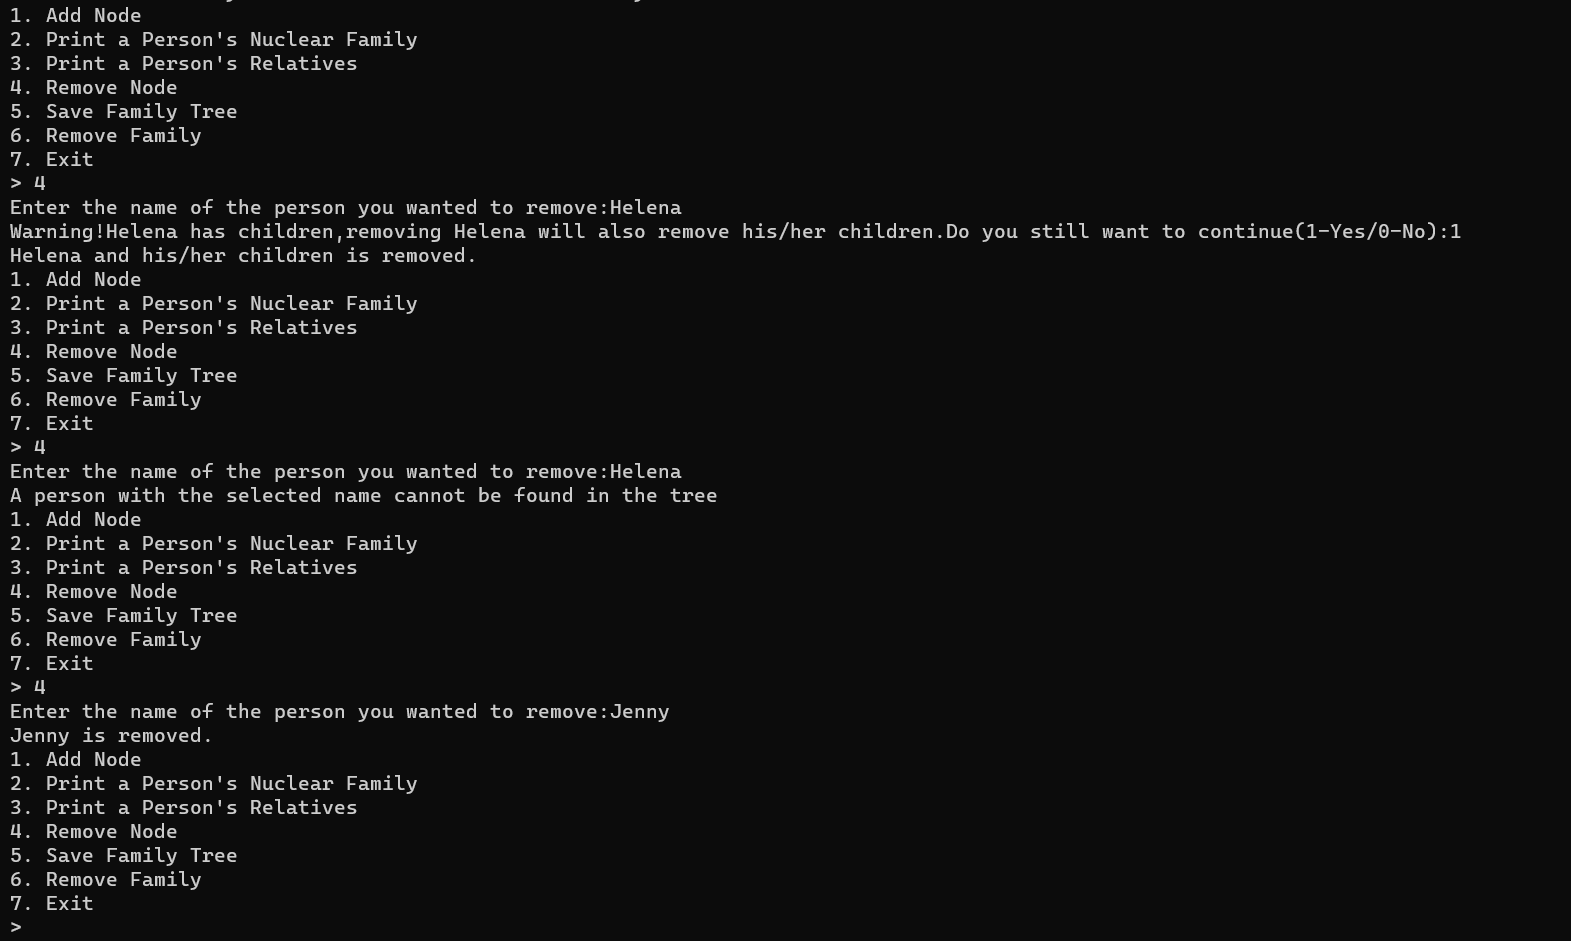 1. Add Node
2. Print a Person's Nuclear Family
3. Print a Person's Relatives
4. Remove Node
5. Save Family Tree
6. Remove Family
7. Exit
> 4
Enter the name of the person you wanted to remove:Helena
Warning!Helena has children,removing Helena will also remove his/her children.Do you still want to continue(1-Yes/0-No):1
Helena and his/her children is removed.
1. Add Node
2. Print a Person's Nuclear Family
3. Print a Person's Relatives
4. Remove Node
5. Save Family Tree
6. Remove Family
7. Exit
> 4
Enter the name of the person you wanted to remove:Helena
A person with the selected name cannot be found in the tree
1. Add Node
2. Print a Person's Nuclear Family
3. Print a Person's Relatives
4. Remove Node
5. Save Family Tree
6. Remove Family
7. Exit
> 4
Enter the name of the person you wanted to remove:Jenny
Jenny is removed.
1. Add Node
2. Print a Person's Nuclear Family
3. Print a Person's Relatives
4. Remove Node
5. Save Family Tree
6. Remove Family
7. Exit
>